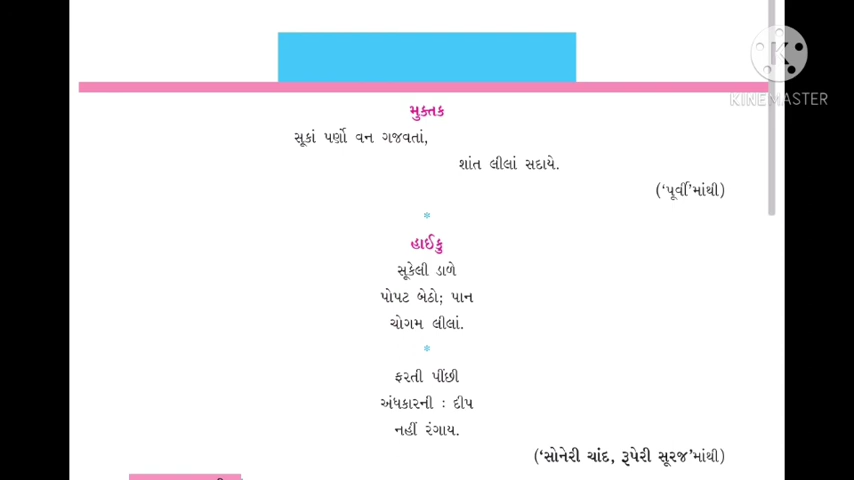 KINEMASTER
મુક્તક
સૂકાં પર્ણો વન ગજવતાં,
શાંત લીલાં સદાયે.
(‘પૂર્વી’માંથી)
*
હાઈકુ
સૂકેલી ડાળે
પોપટ બેઠો; પાન
ચોગમ લીલાં.
*
ફરતી પીંછી
અંધકારની : દીપ
નહીં રંગાય.
(‘સોનેરી ચાંદ, રૂપેરી સૂરજ’માંથી)